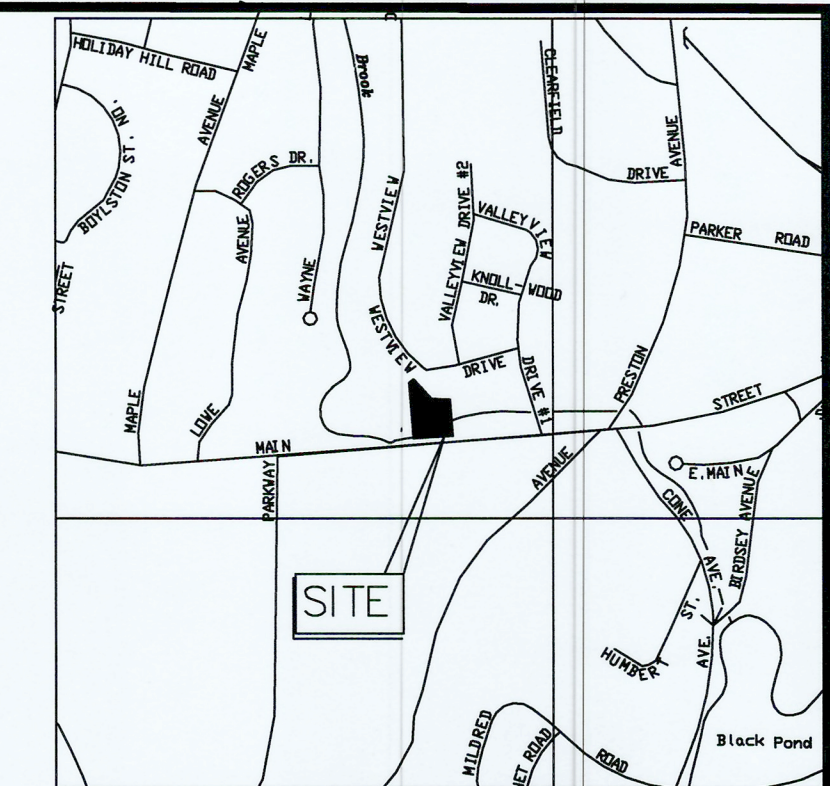 HOLIDAY HILL ROAD
MAPLE
AVENUE
Brook
CLEARFIELD
DRIVE
AVENUE
NO.
BOYLSTON ST.
STREET
ROGERS DR.
AVENUE
WAYNE
WESTVIEW
WESTVIEW
DRIVE
VALLEYVIEW DRIVE #2
VALLEYVIEW
KNOLL-WOOD
DR.
DRIVE #1
PARKER ROAD
PRESTON
STREET
MAPLE
LOWE
MAIN
PARKWAY
AVENUE
E. MAIN
CONE
AVE.
BIRDSEY AVENUE
SITE
ST.
HUMBERT
AVE.
MILDRED
ROAD
ROAD
Black Pond